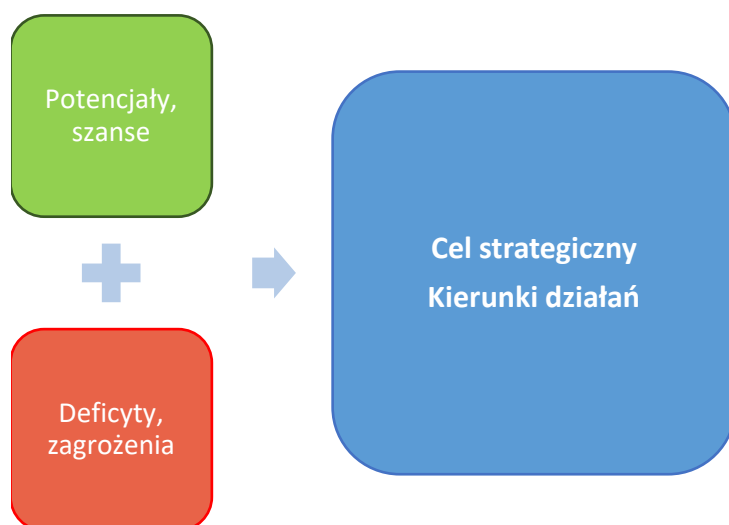 Potencjały,
szanse
Deficyty,
zagrożenia
Cel strategiczny
Kierunki działań